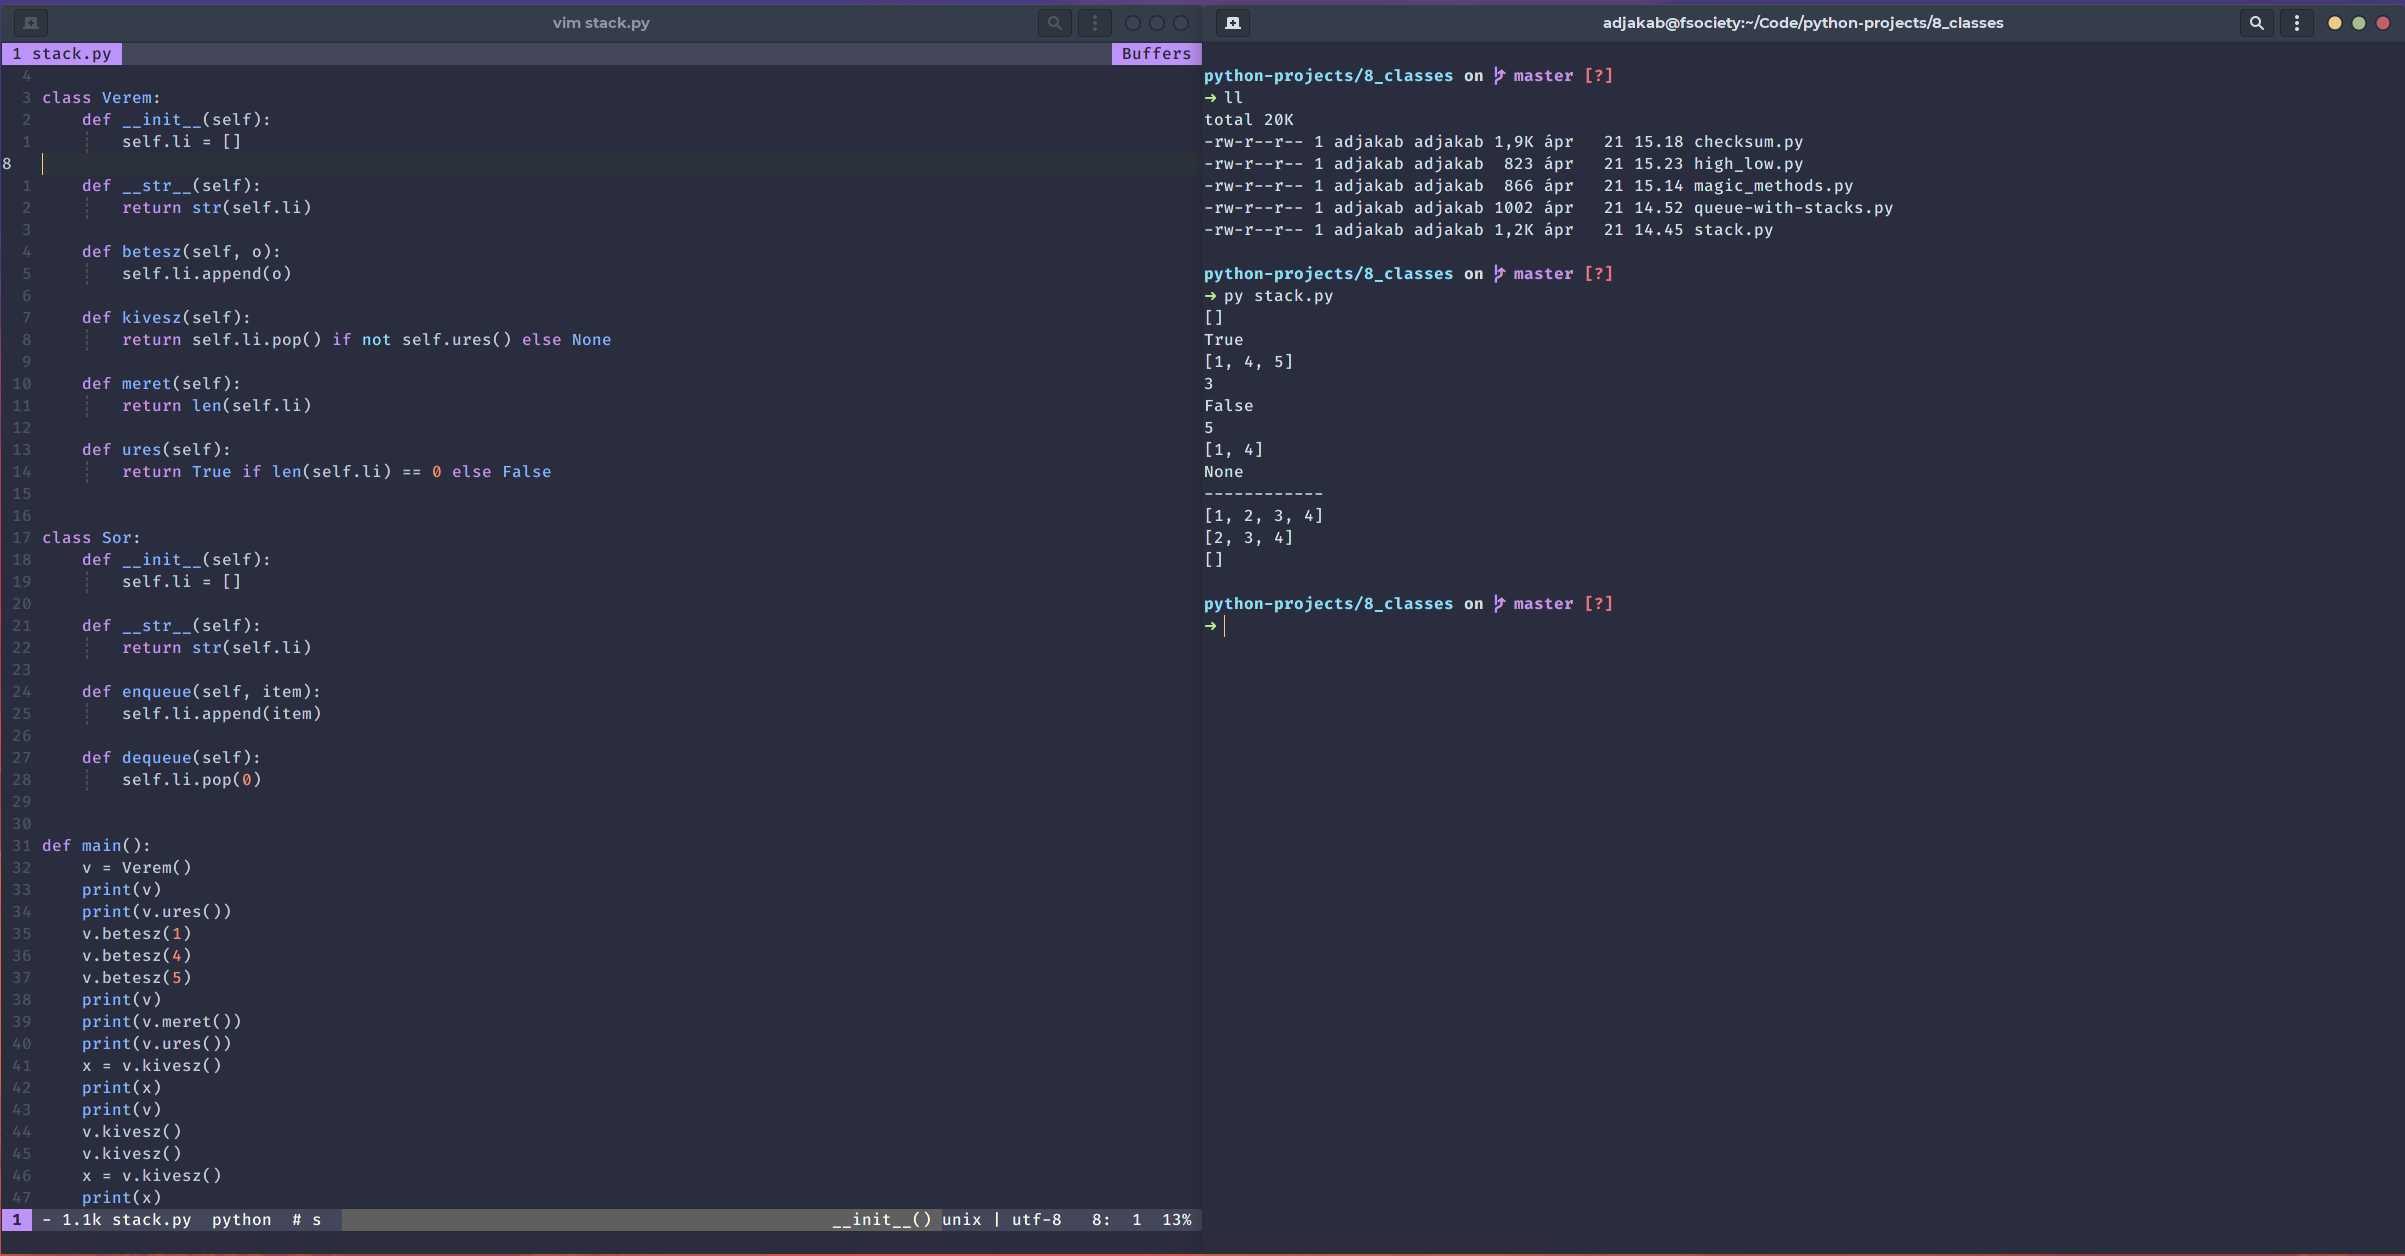 vim stack.py
1 stack.py Buffers
4
3 class Verem:
2     def __init__(self):
1         self.li = []
8
1     def __str__(self):
2         return str(self.li)
3
4     def betesz(self, o):
5         self.li.append(o)
6
7     def kivesz(self):
8         return self.li.pop() if not self.ures() else None
9
10     def meret(self):
11         return len(self.li)
12
13     def ures(self):
14         return True if len(self.li) == 0 else False
15
16
17 class Sor:
18     def __init__(self):
19         self.li = []
20
21     def __str__(self):
22         return str(self.li)
23
24     def enqueue(self, item):
25         self.li.append(item)
26
27     def dequeue(self):
28         self.li.pop(0)
29
30
31 def main():
32     v = Verem()
33     print(v)
34     print(v.ures())
35     v.betesz(1)
36     v.betesz(4)
37     v.betesz(5)
38     print(v)
39     print(v.meret())
40     print(v.ures())
41     x = v.kivesz()
42     print(x)
43     print(v)
44     v.kivesz()
45     v.kivesz()
46     x = v.kivesz()
47     print(x)
1 - 1.1k stack.py  python  # s __init__() unix | utf-8   8:  1  13%
adjakab@fsociety:~/Code/python-projects/8_classes
python-projects/8_classes on master [?]
➜ ll
total 20K
-rw-r--r-- 1 adjakab adjakab 1,9K ápr   21 15.18 checksum.py
-rw-r--r-- 1 adjakab adjakab  823 ápr   21 15.23 high_low.py
-rw-r--r-- 1 adjakab adjakab  866 ápr   21 15.14 magic_methods.py
-rw-r--r-- 1 adjakab adjakab 1002 ápr   21 14.52 queue-with-stacks.py
-rw-r--r-- 1 adjakab adjakab 1,2K ápr   21 14.45 stack.py
python-projects/8_classes on master [?]
➜ py stack.py
[]
True
[1, 4, 5]
3
False
5
[1, 4]
None
------------
[1, 2, 3, 4]
[2, 3, 4]
[]
python-projects/8_classes on master [?]
➜